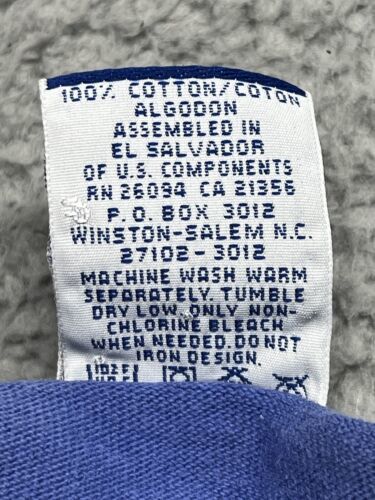 100% COTTON/COTON
ALGODON
ASSEMBLED IN
EL SALVADOR
OF U.S. COMPONENTS
RN 26094 CA 21356
P.O. BOX 3012
WINSTON-SALEM N.C.
27102-3012
MACHINE WASH WARM
SEPARATELY. TUMBLE
DRY LOW. ONLY NON-
CHLORINE BLEACH
WHEN NEEDED. DO NOT
IRON DESIGN.